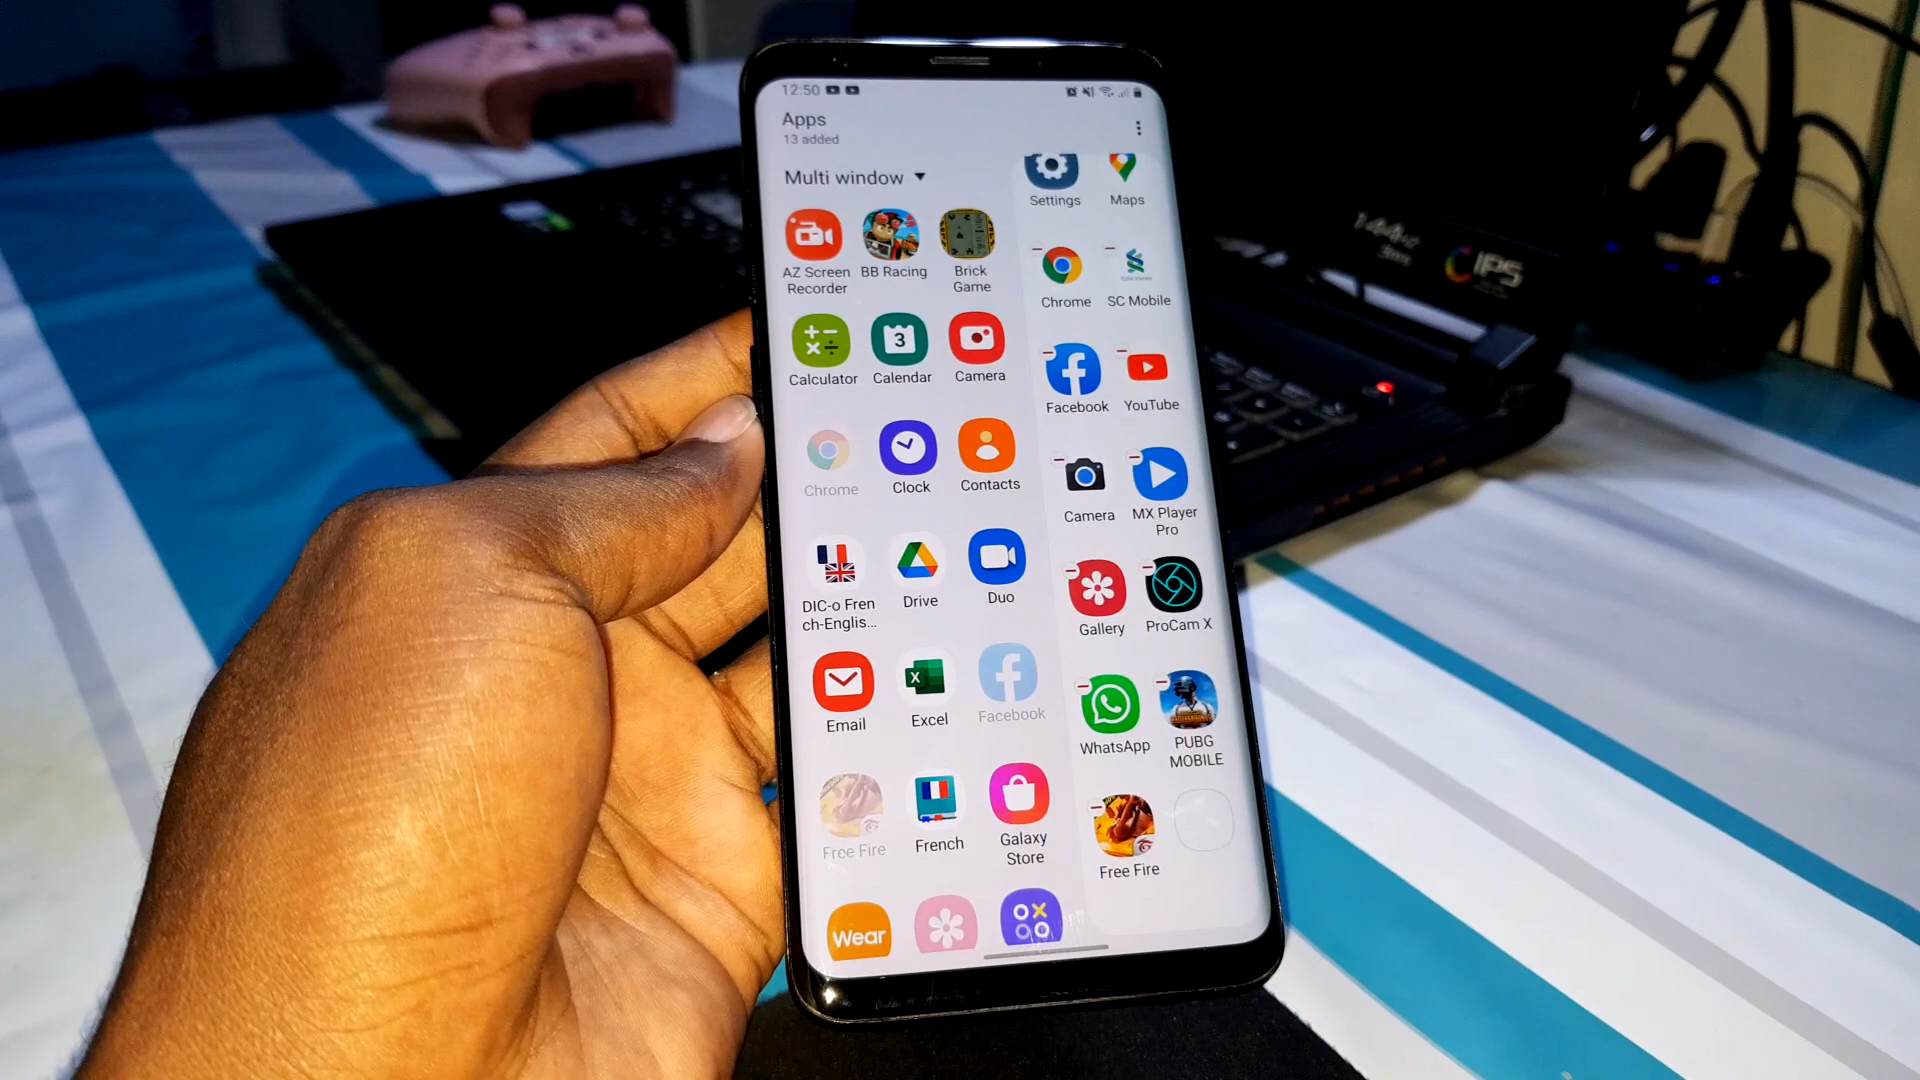 12:50
Apps
13 added
Multi window
Settings
Maps
AZ Screen
Recorder
BB Racing
Brick
Game
Chrome
SC Mobile
Calculator
3
Calendar
Camera
Facebook
YouTube
Chrome
Clock
Contacts
Camera
MX Player
Pro
DIC-o Fren
ch-Englis...
Drive
Duo
Gallery
ProCam X
Email
X
Excel
Facebook
WhatsApp
PUBG
MOBILE
Free Fire
French
Galaxy
Store
Free Fire
Wear
IPS